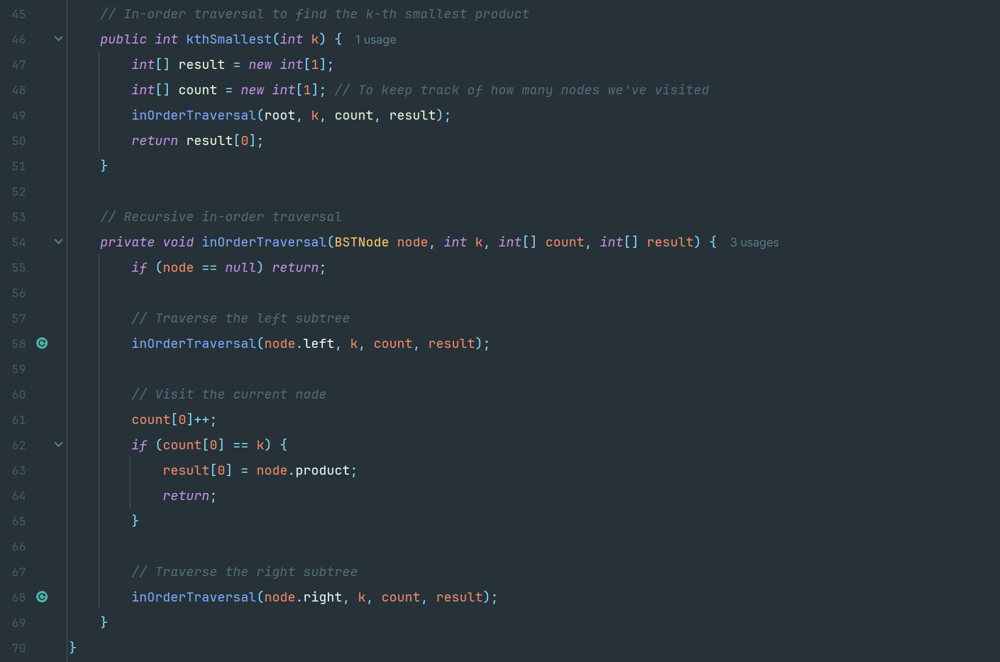 45 // In-order traversal to find the k-th smallest product
46 public int kthSmallest(int k) { 1 usage
47 int[] result = new int[1];
48 int[] count = new int[1]; // To keep track of how many nodes we've visited
49 inOrderTraversal(root, k, count, result);
50 return result[0];
51 }
52
53 // Recursive in-order traversal
54 private void inOrderTraversal(BSTNode node, int k, int[] count, int[] result) { 3 usages
55 if (node == null) return;
56
57 // Traverse the left subtree
58 inOrderTraversal(node.left, k, count, result);
59
60 // Visit the current node
61 count[0]++;
62 if (count[0] == k) {
63 result[0] = node.product;
64 return;
65 }
66
67 // Traverse the right subtree
68 inOrderTraversal(node.right, k, count, result);
69 }
70 }